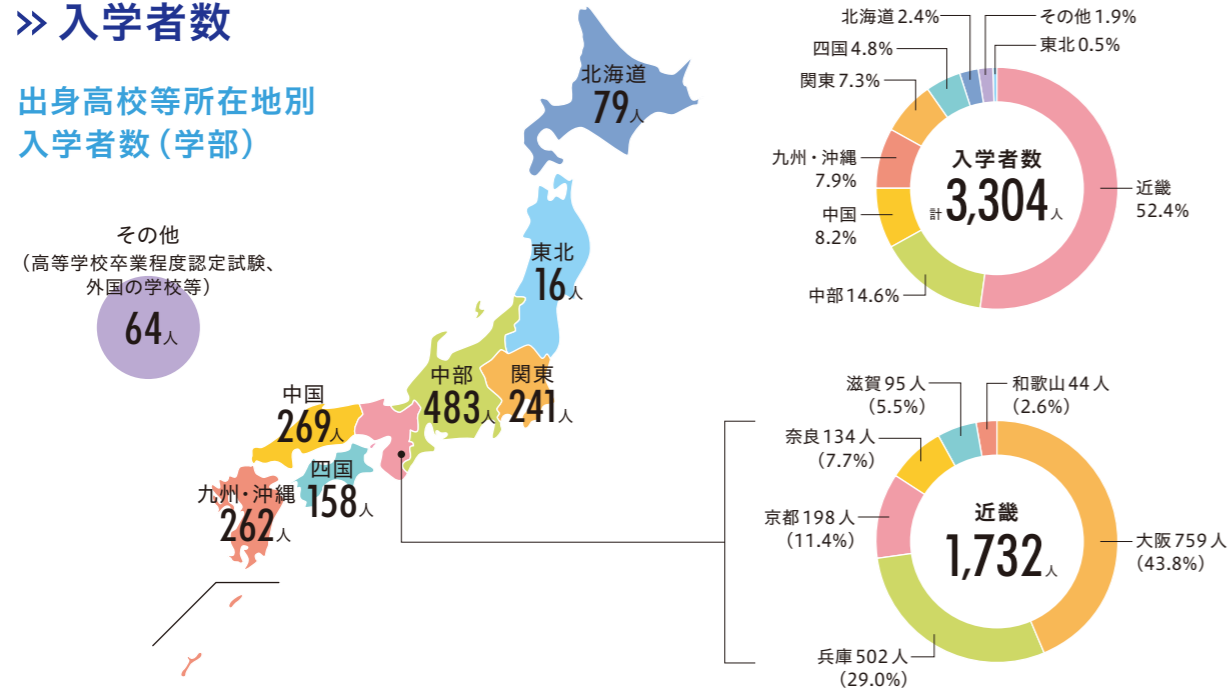 » 入学者数
出身高校等所在地別
入学者数（学部）
その他
（高等学校卒業程度認定試験、
外国の学校等）
64人
北海道
79人
東北
16人
中部
483人
関東
241人
中国
269人
四国
158人
九州・沖縄
262人
北海道2.4%
その他1.9%
四国4.8%
東北0.5%
関東7.3%
九州・沖縄
7.9%
中国
8.2%
中部14.6%
近畿
52.4%
入学者数
計3,304人
滋賀95人
（5.5%）
和歌山44人
（2.6%）
奈良134人
（7.7%）
京都198人
（11.4%）
近畿
1,732人
大阪759人
（43.8%）
兵庫502人
（29.0%）